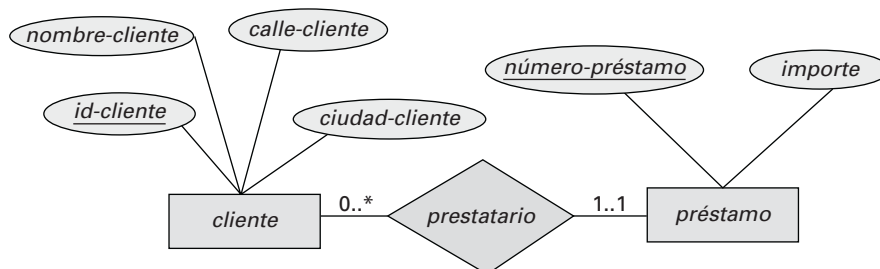 nombre-cliente
calle-cliente
número-préstamo
importe
id-cliente
ciudad-cliente
cliente
0..*
prestatario
1..1
préstamo